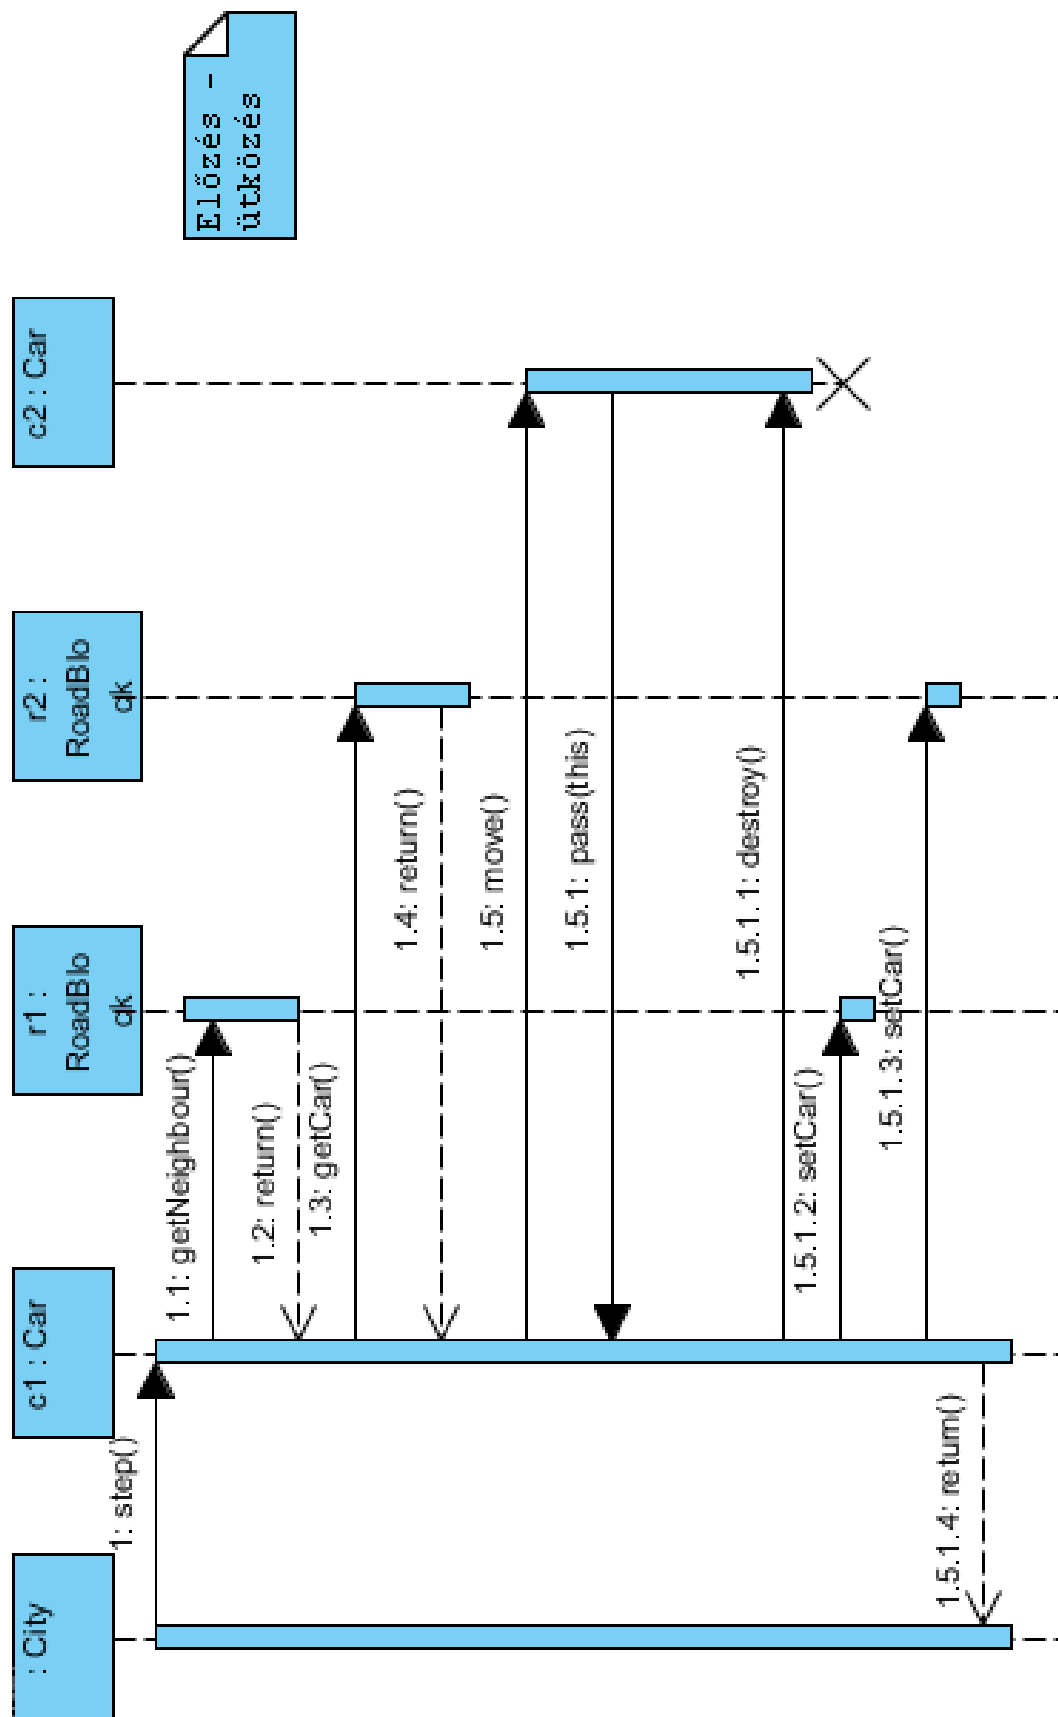 : City
c1 : Car
r1 :
RoadBlo
qk
r2 :
RoadBlo
qk
c2 : Car
Előzés -
ütközés
1: step()
1.1: getNeighbour()
1.2: return()
1.3: getCar()
1.4: return()
1.5: move()
1.5.1: pass(this)
1.5.1.1: destroy()
1.5.1.2: setCar()
1.5.1.3: setCar()
1.5.1.4: return()